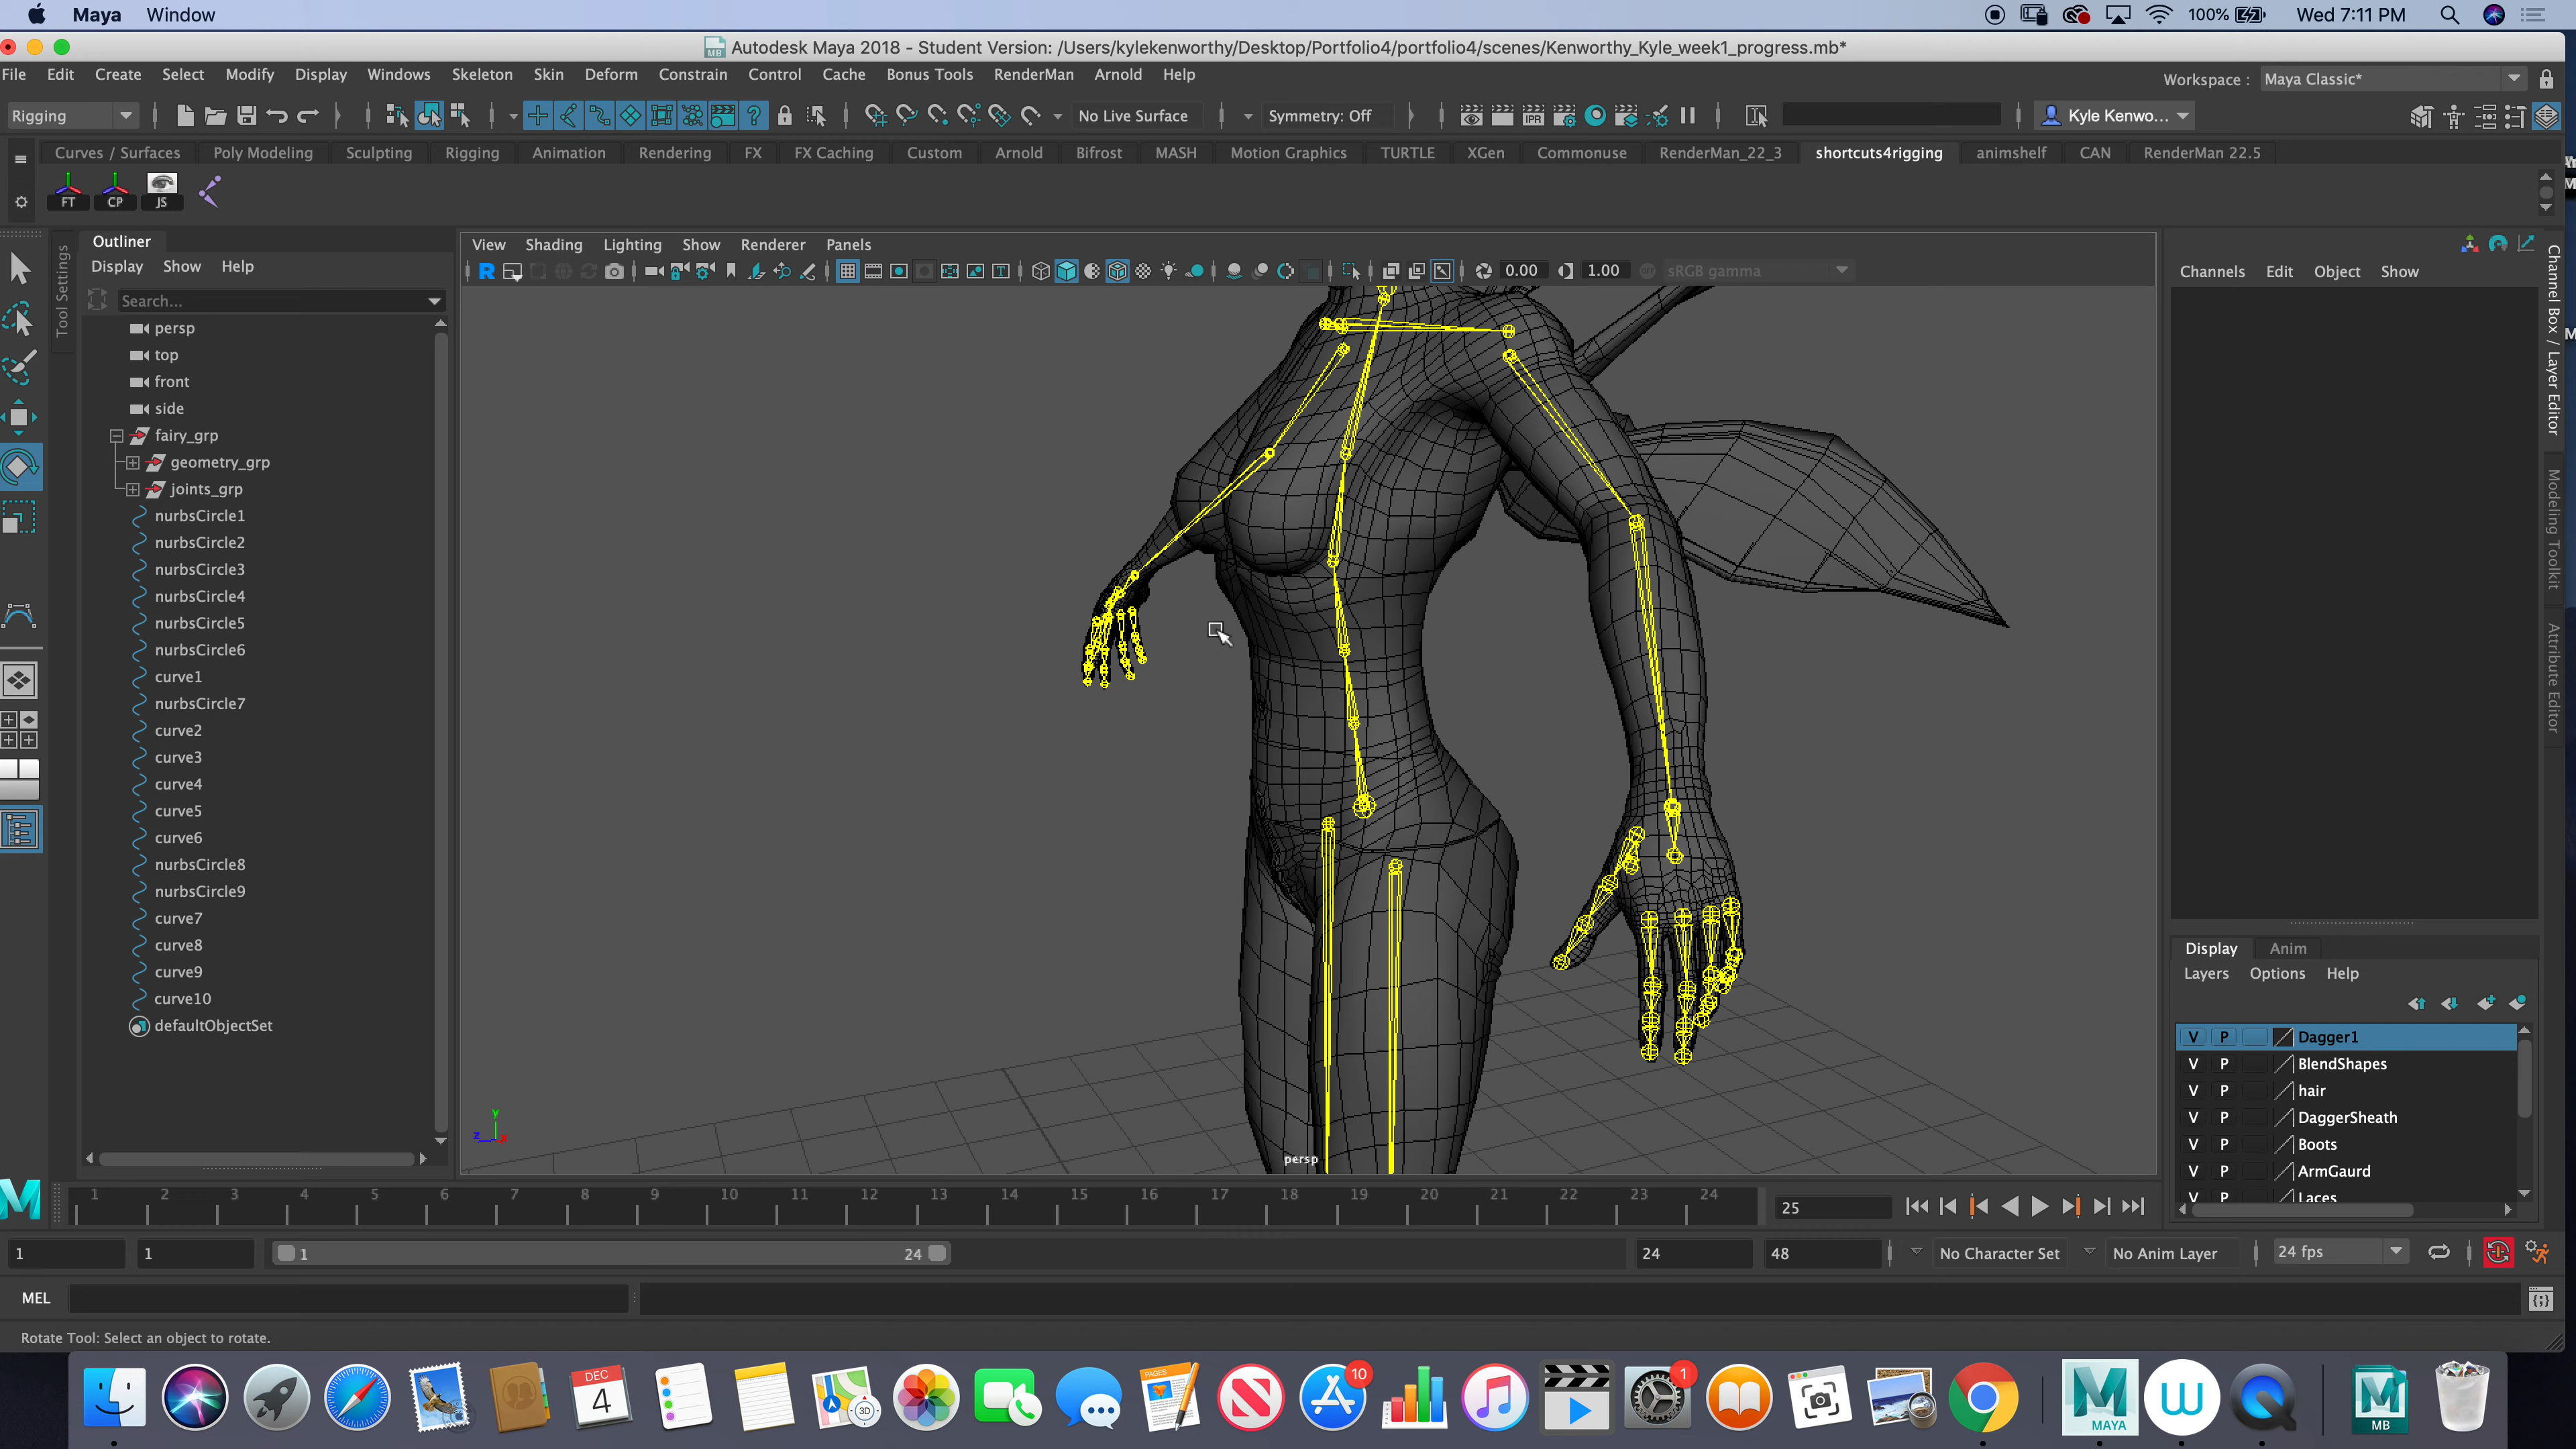 Maya Window 100% Wed 7:11 PM
Autodesk Maya 2018 - Student Version: /Users/kylekenworthy/Desktop/Portfolio4/portfolio4/scenes/Kenworthy_Kyle_week1_progress.mb*
File Edit Create Select Modify Display Windows Skeleton Skin Deform Constrain Control Cache Bonus Tools RenderMan Arnold Help Workspace : Maya Classic*
Rigging No Live Surface Symmetry: Off IPR Kyle Kenwo...
Curves / Surfaces Poly Modeling Sculpting Rigging Animation Rendering FX FX Caching Custom Arnold Bifrost MASH Motion Graphics TURTLE XGen Commonuse RenderMan_22_3 shortcuts4rigging animshelf CAN RenderMan 22.5
FT CP JS
Tool Settings
Outliner
Display Show Help
Search...
persp
top
front
side
fairy_grp
geometry_grp
joints_grp
nurbsCircle1
nurbsCircle2
nurbsCircle3
nurbsCircle4
nurbsCircle5
nurbsCircle6
curve1
nurbsCircle7
curve2
curve3
curve4
curve5
curve6
nurbsCircle8
nurbsCircle9
curve7
curve8
curve9
curve10
defaultObjectSet
View Shading Lighting Show Renderer Panels
R 0.00 1.00 sRGB gamma
y
z x
persp
Channels Edit Object Show
Channel Box / Layer Editor
Modeling Toolkit
Attribute Editor
Display Anim
Layers Options Help
V P Dagger1
V P BlendShapes
V P hair
V P DaggerSheath
V P Boots
V P ArmGaurd
V P Laces
1 2 3 4 5 6 7 8 9 10 11 12 13 14 15 16 17 18 19 20 21 22 23 24 25
1 1 1 24 24 48 No Character Set No Anim Layer 24 fps
MEL
Rotate Tool: Select an object to rotate.
DEC
4
3D
PAGES
10
1
MAYA
MB